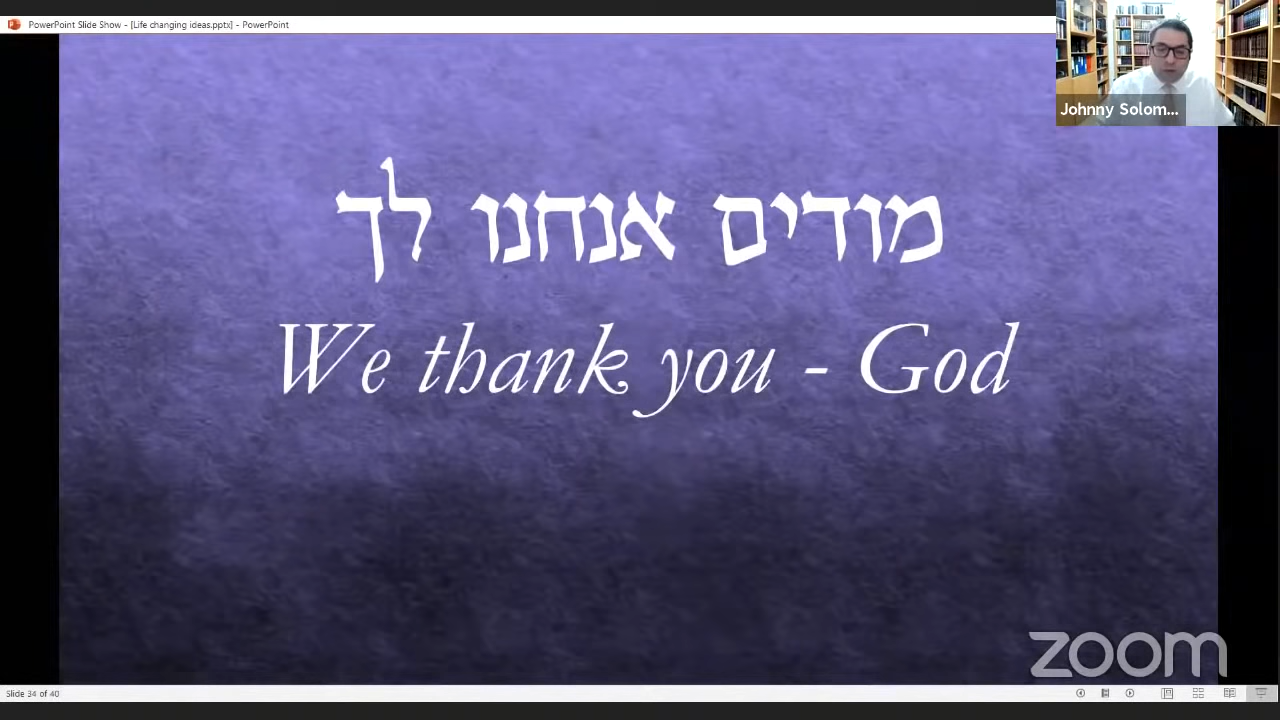 PowerPoint Slide Show - [Life changing ideas.pptx] - PowerPoint
Johnny Solom...
מודים אנחנו לך
We thank you - God
zoom
Slide 34 of 40